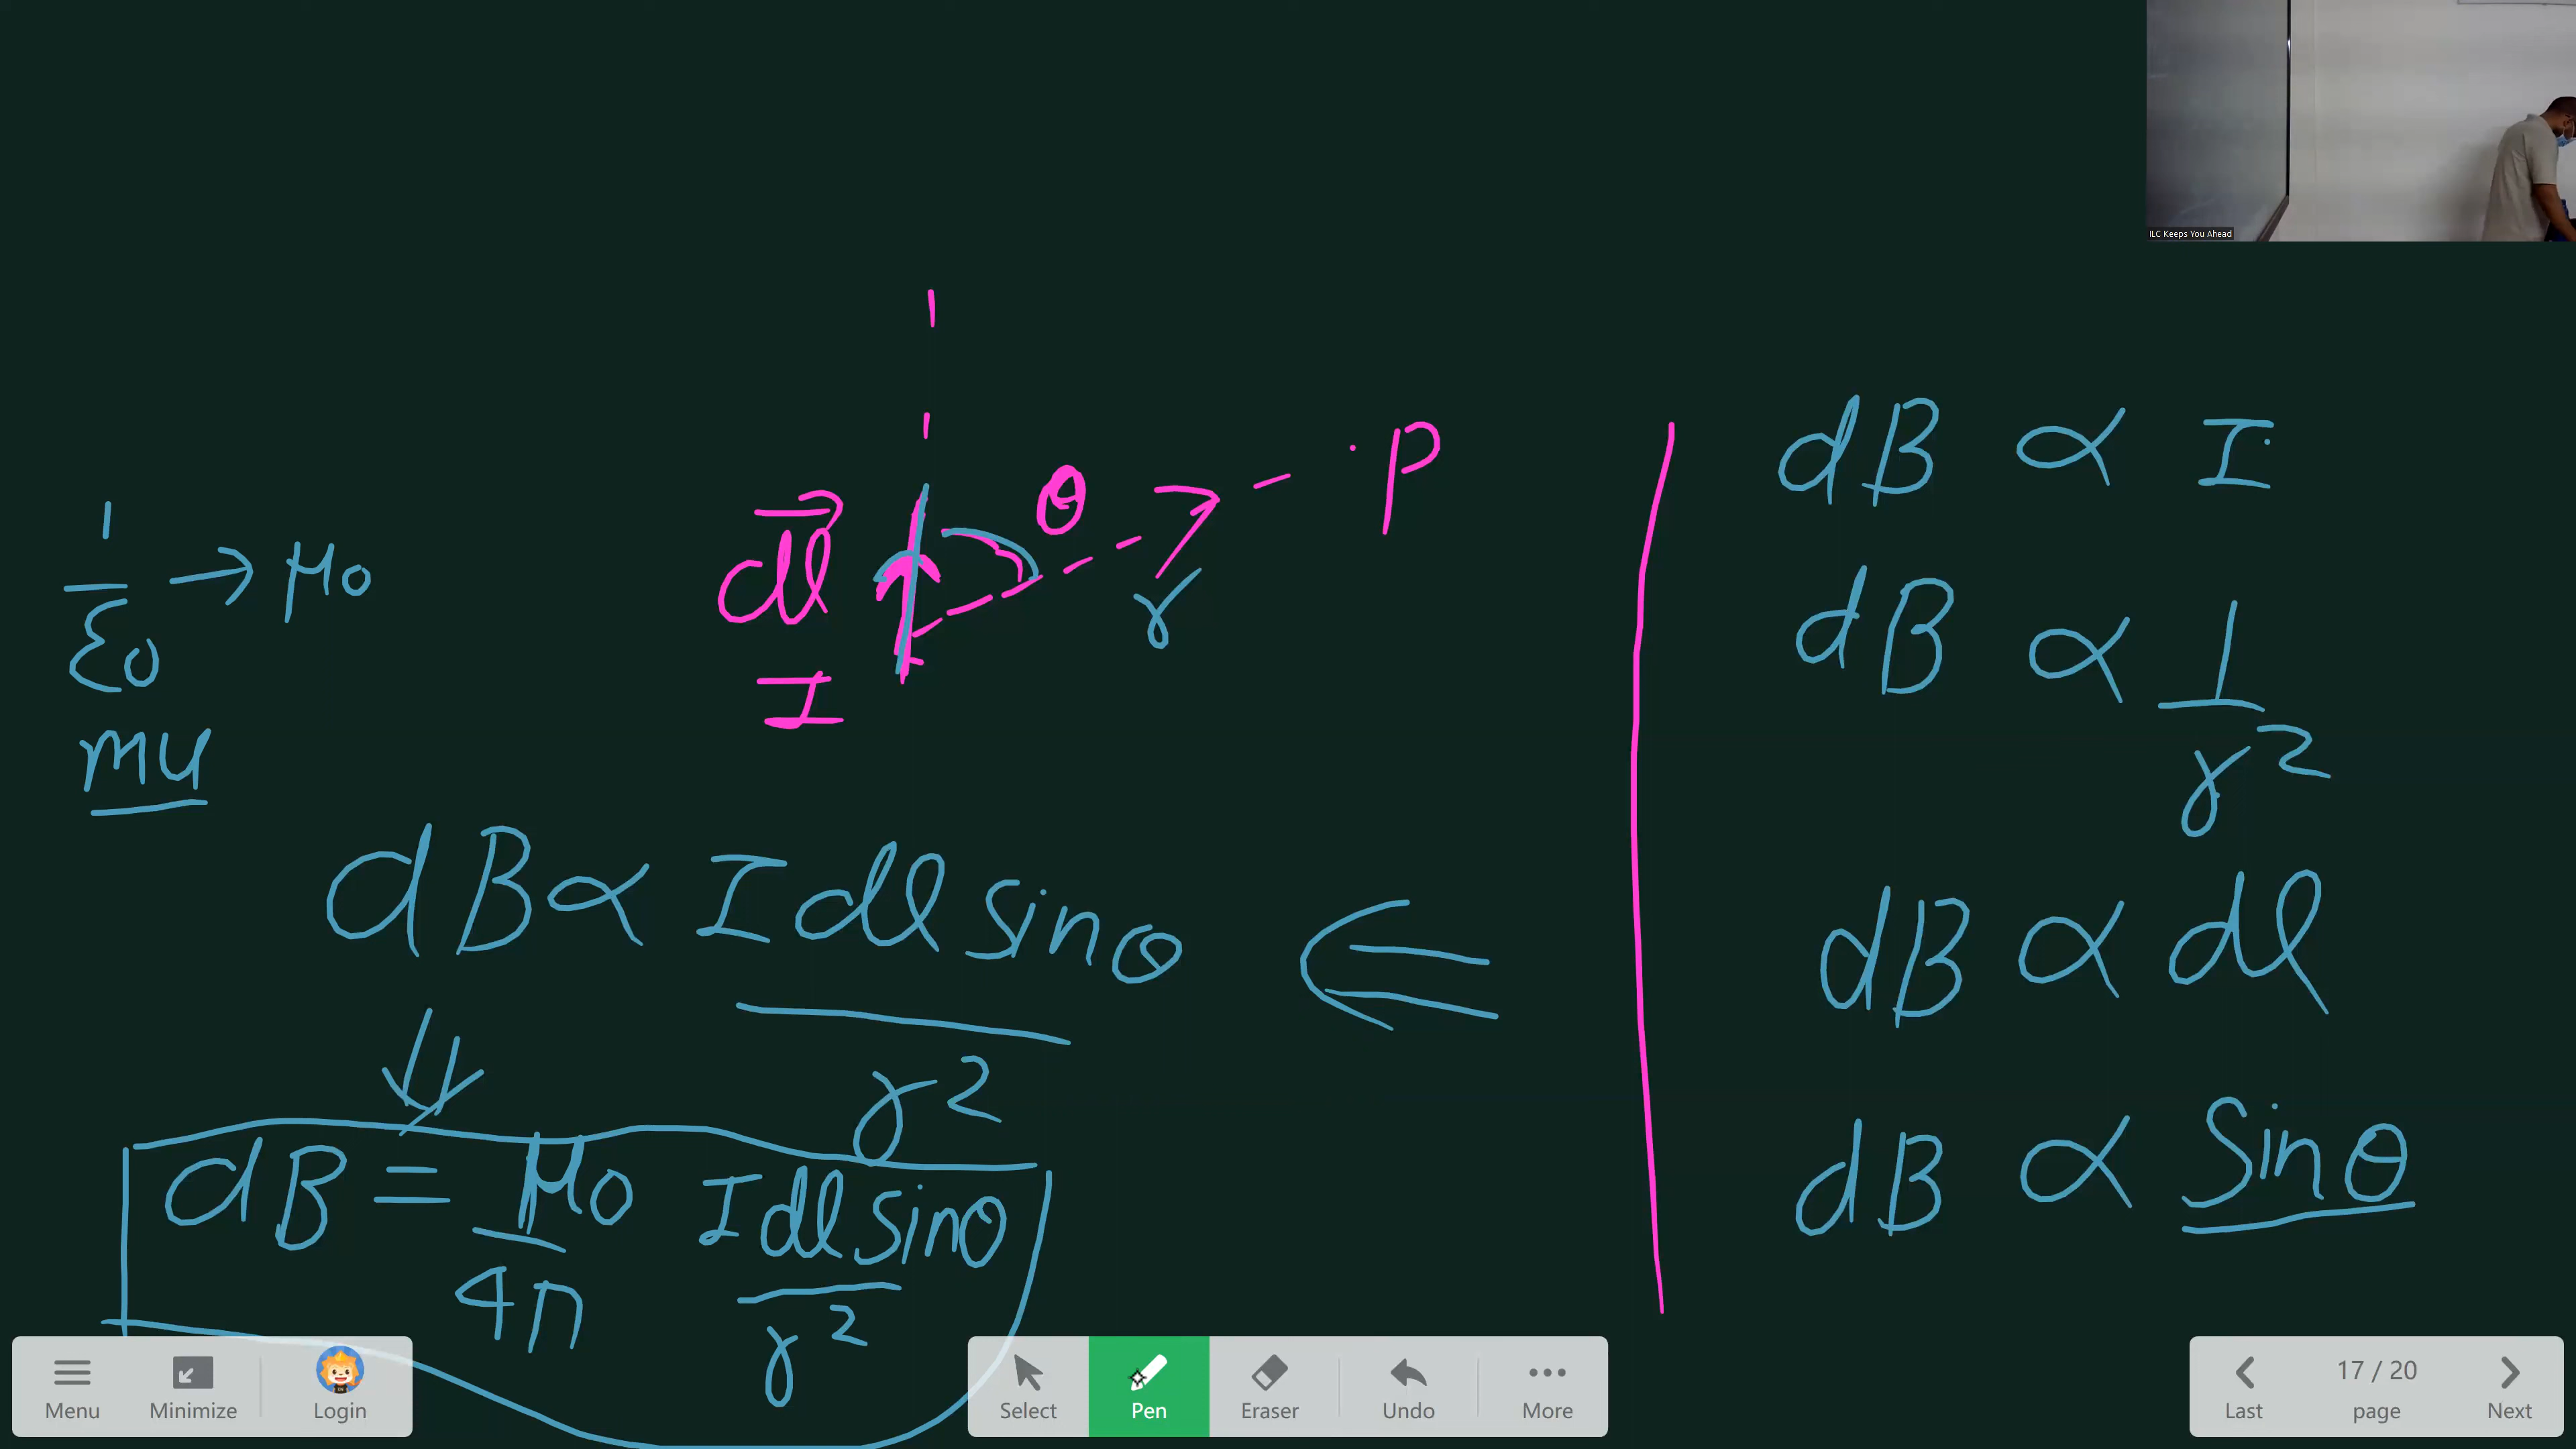 ILC Keeps You Ahead
dB ∝ I
dB ∝ 1/r²
dB ∝ dl
dB ∝ Sinθ
P
θ
dl
r
I
1/ε0 → μ0
mu
dB ∝ Idl sinθ / r²
dB = μ0/4π Idl sinθ / r²
Menu
Minimize
Login
Select
Pen
Eraser
Undo
More
Last
17 / 20
page
Next